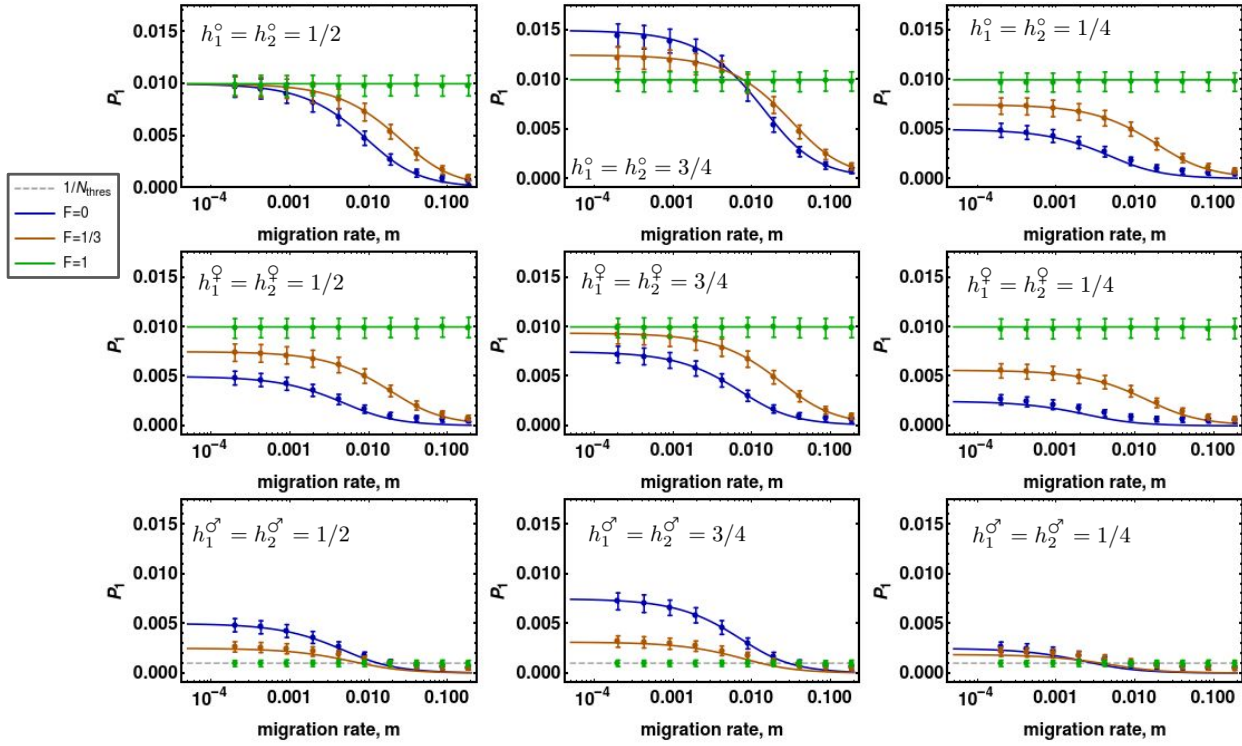 h₁° = h₂° = 1/2
P₁
0.015
0.010
0.005
0.000
10⁻⁴ 0.001 0.010 0.100
migration rate, m
h₁° = h₂° = 3/4
P₁
0.015
0.010
0.005
0.000
10⁻⁴ 0.001 0.010 0.100
migration rate, m
h₁° = h₂° = 1/4
P₁
0.015
0.010
0.005
0.000
10⁻⁴ 0.001 0.010 0.100
migration rate, m
1/N_thres
F=0
F=1/3
F=1
h₁^♀ = h₂^♀ = 1/2
P₁
0.015
0.010
0.005
0.000
10⁻⁴ 0.001 0.010 0.100
migration rate, m
h₁^♀ = h₂^♀ = 3/4
P₁
0.015
0.010
0.005
0.000
10⁻⁴ 0.001 0.010 0.100
migration rate, m
h₁^♀ = h₂^♀ = 1/4
P₁
0.015
0.010
0.005
0.000
10⁻⁴ 0.001 0.010 0.100
migration rate, m
h₁^♂ = h₂^♂ = 1/2
P₁
0.015
0.010
0.005
0.000
10⁻⁴ 0.001 0.010 0.100
migration rate, m
h₁^♂ = h₂^♂ = 3/4
P₁
0.015
0.010
0.005
0.000
10⁻⁴ 0.001 0.010 0.100
migration rate, m
h₁^♂ = h₂^♂ = 1/4
P₁
0.015
0.010
0.005
0.000
10⁻⁴ 0.001 0.010 0.100
migration rate, m